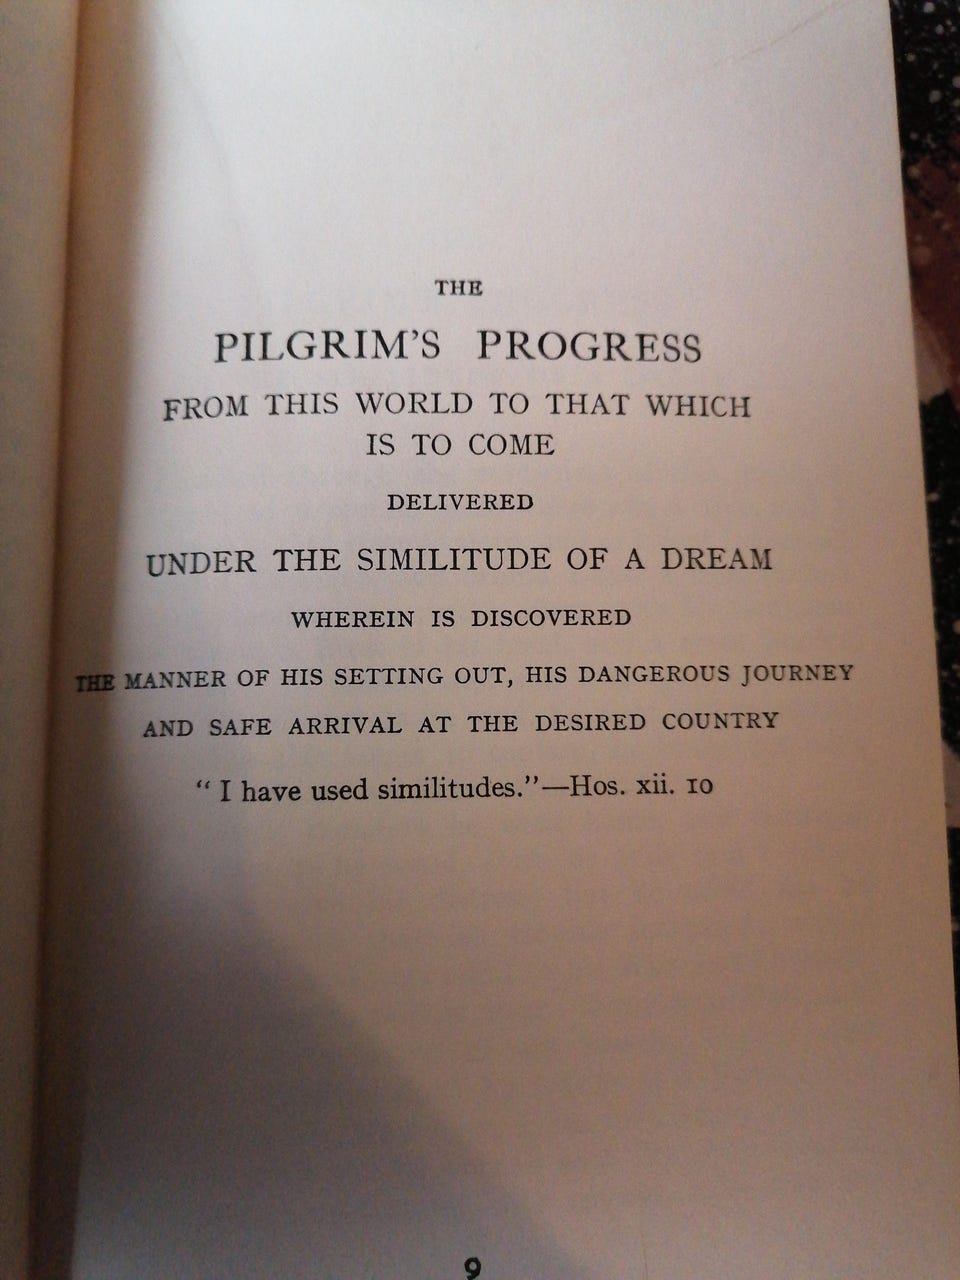 THE
PILGRIM'S PROGRESS
FROM THIS WORLD TO THAT WHICH
IS TO COME
DELIVERED
UNDER THE SIMILITUDE OF A DREAM
WHEREIN IS DISCOVERED
THE MANNER OF HIS SETTING OUT, HIS DANGEROUS JOURNEY
AND SAFE ARRIVAL AT THE DESIRED COUNTRY
“ I have used similitudes.”—Hos. xii. 10
9